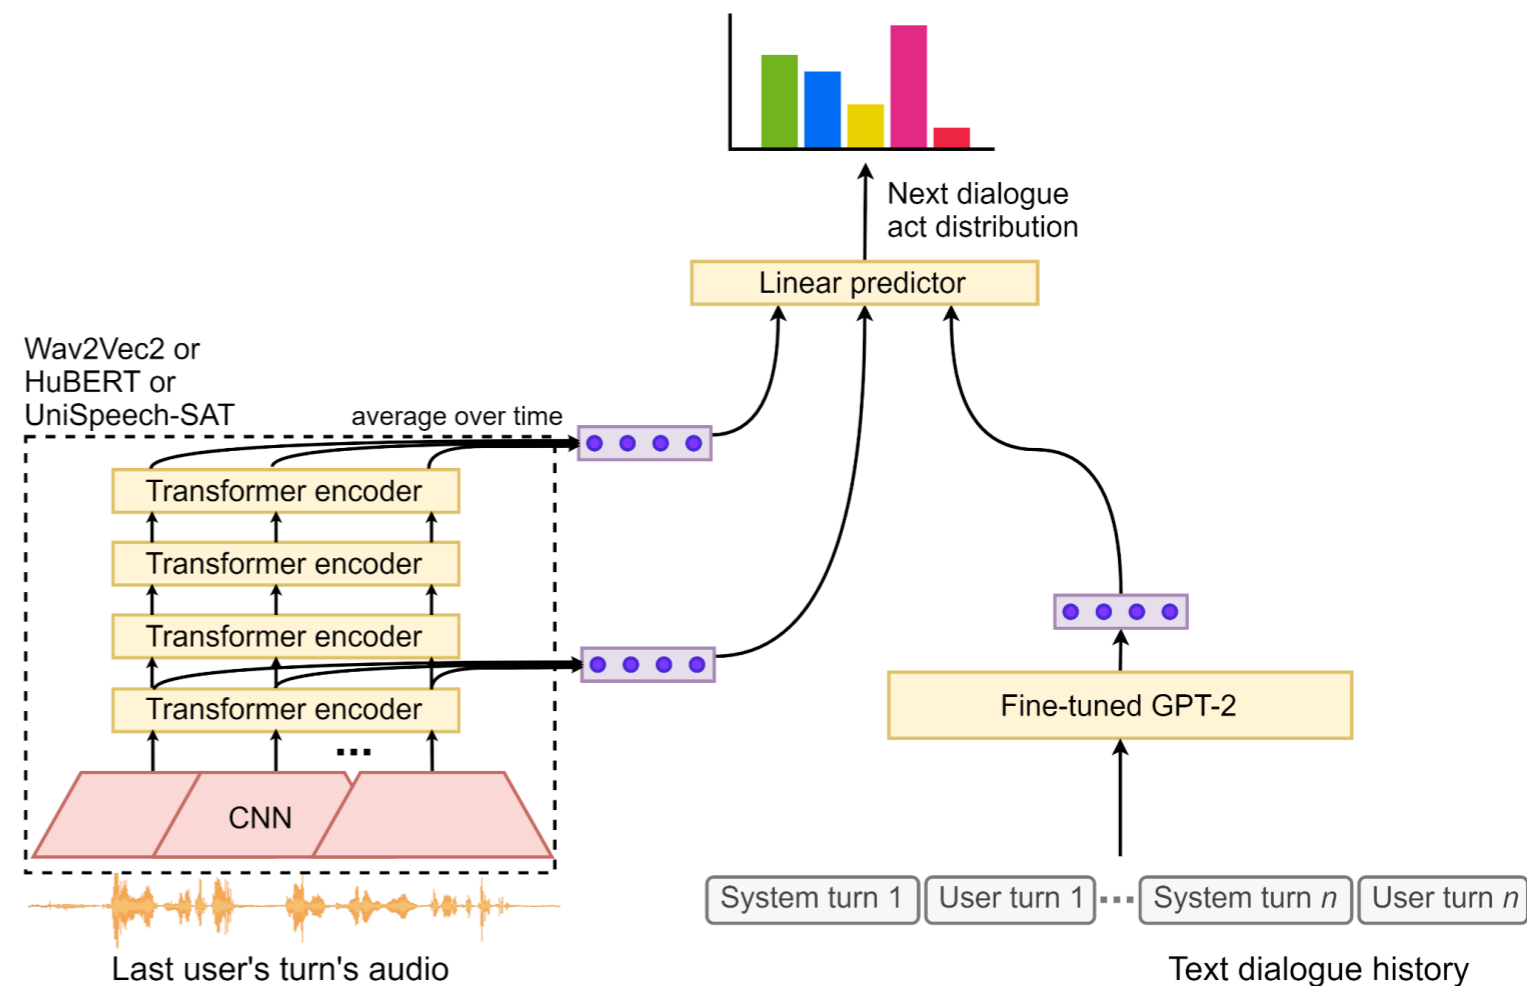 Next dialogue
act distribution
Linear predictor
Wav2Vec2 or
HuBERT or
UniSpeech-SAT
average over time
Transformer encoder
Transformer encoder
Transformer encoder
Transformer encoder
...
CNN
Last user's turn's audio
Fine-tuned GPT-2
System turn 1 User turn 1 ... System turn n User turn n
Text dialogue history